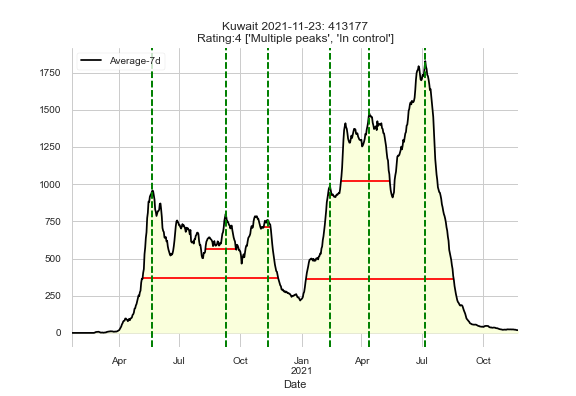 Kuwait 2021-11-23: 413177
Rating:4 ['Multiple peaks', 'In control']
Average-7d
1750
1500
1250
1000
750
500
250
0
Apr
Jul
Oct
Jan
2021
Apr
Jul
Oct
Date